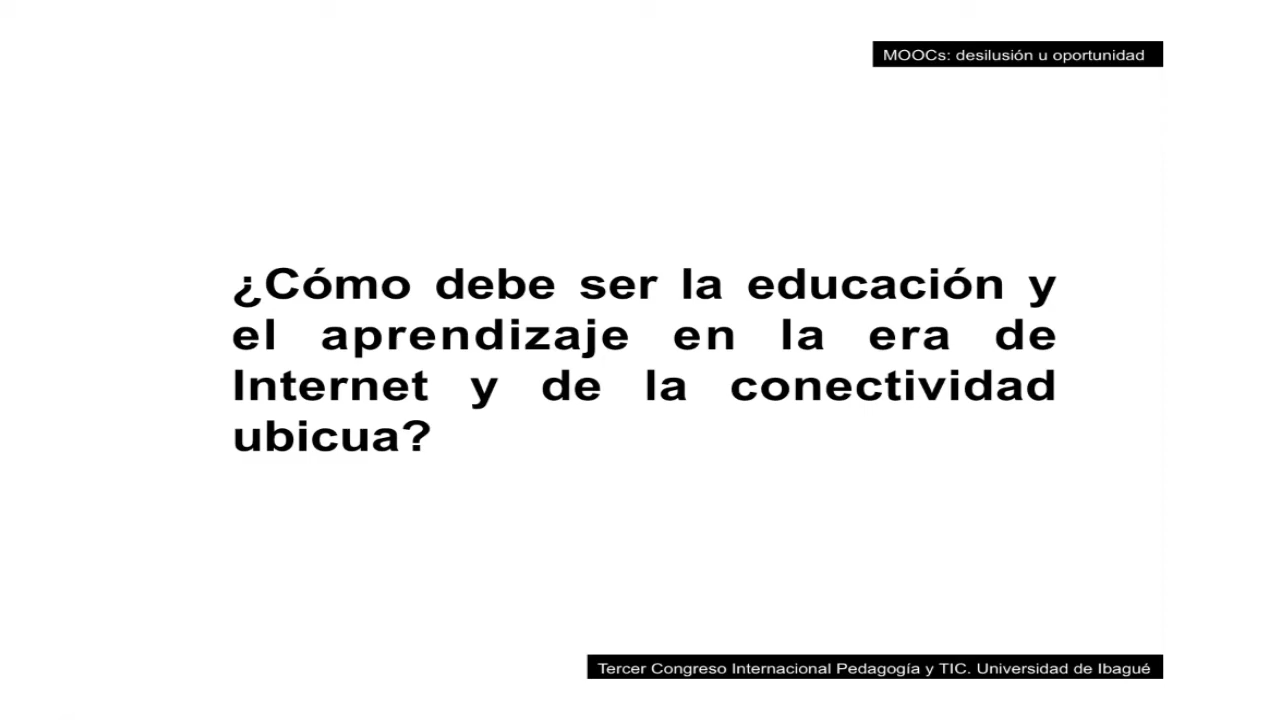 MOOCs: desilusión u oportunidad
¿Cómo debe ser la educación y
el aprendizaje en la era de
Internet y de la conectividad
ubicua?
Tercer Congreso Internacional Pedagogía y TIC. Universidad de Ibagué